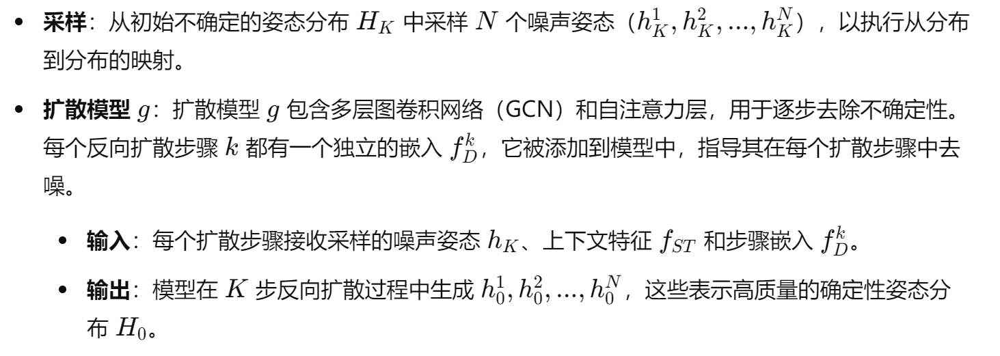 • 采样：从初始不确定的姿态分布 $H_K$ 中采样 $N$ 个噪声姿态（$h_K^1, h_K^2, ..., h_K^N$），以执行从分布
到分布的映射。
• 扩散模型 $g$：扩散模型 $g$ 包含多层图卷积网络（GCN）和自注意力层，用于逐步去除不确定性。
每个反向扩散步骤 $k$ 都有一个独立的嵌入 $f_D^k$，它被添加到模型中，指导其在每个扩散步骤中去
噪。
• 输入：每个扩散步骤接收采样的噪声姿态 $h_K$、上下文特征 $f_{ST}$ 和步骤嵌入 $f_D^k$。
• 输出：模型在 $K$ 步反向扩散过程中生成 $h_0^1, h_0^2, ..., h_0^N$，这些表示高质量的确定性姿态分
布 $H_0$。